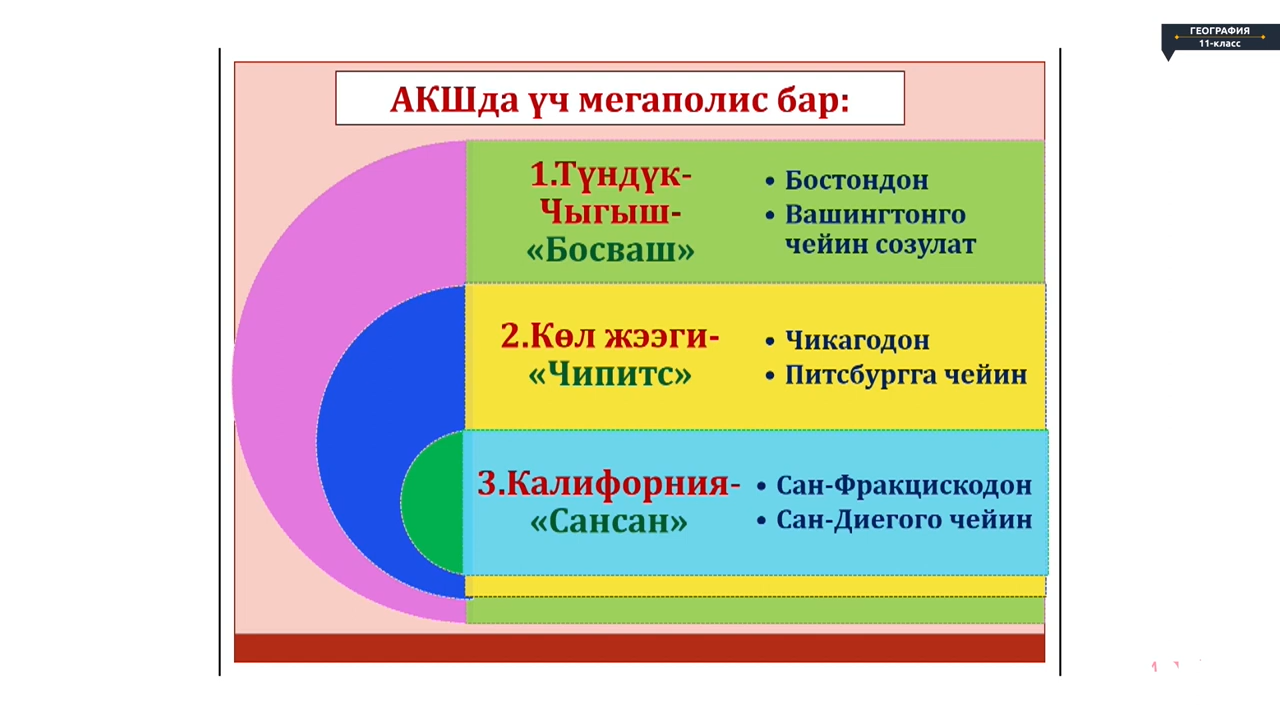 ГЕОГРАФИЯ
11-класс
АКШда үч мегаполис бар:
1.Түндүк-
Чыгыш-
«Босваш»
• Бостондон
• Вашингтонго
чейин созулат
2.Көл жээги-
«Чипитс»
• Чикагодон
• Питсбургга чейин
3.Калифорния-
«Сансан»
• Сан-Фракцискодон
• Сан-Диегого чейин